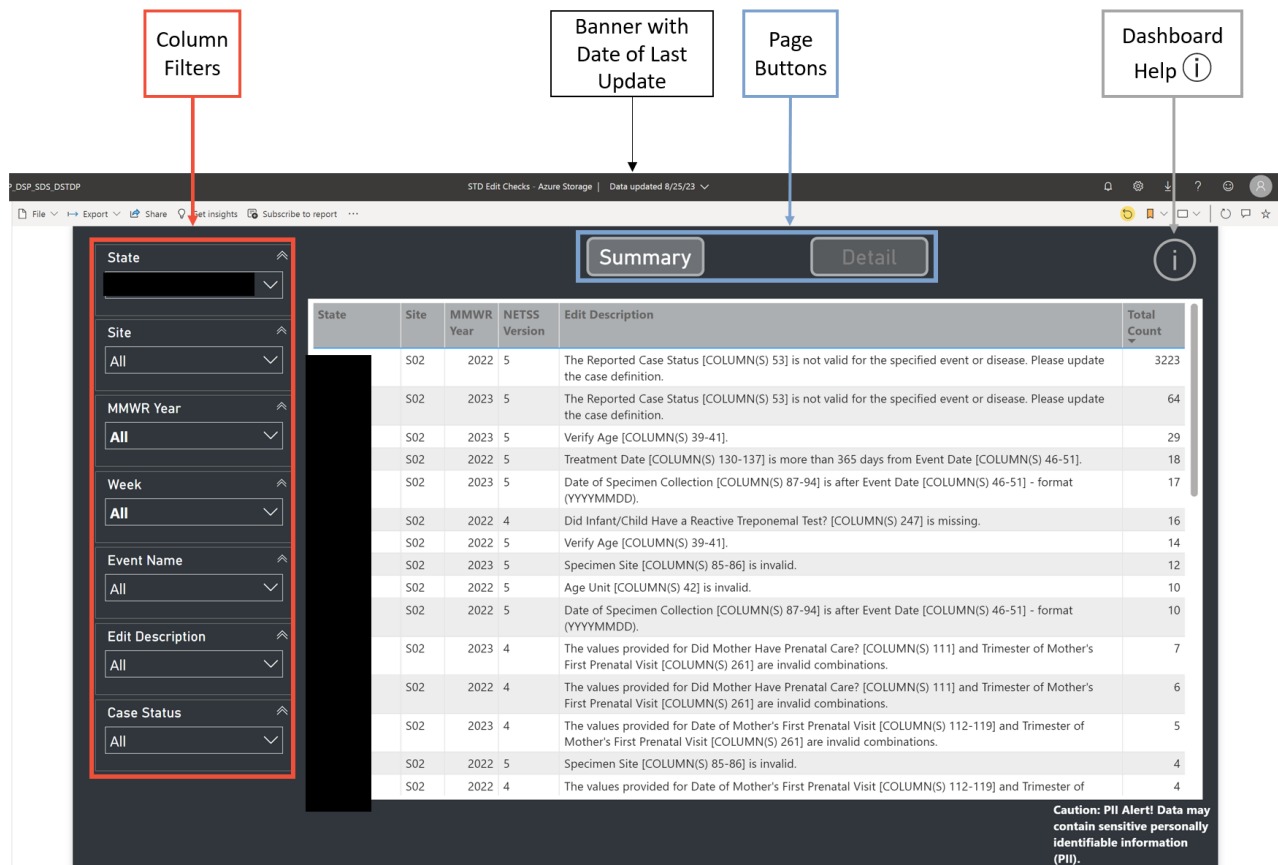 Column
Filters
Banner with
Date of Last
Update
Page
Buttons
Dashboard
Help i
P_DSP_SDS_DSTDP
STD Edit Checks - Azure Storage | Data updated 8/25/23
?
File
Export
Share
Get insights
Subscribe to report
...
State
Site
All
MMWR Year
All
Week
All
Event Name
All
Edit Description
All
Case Status
All
Summary
Detail
i
State Site MMWR Year NETSS Version Edit Description Total Count
S02 2022 5 The Reported Case Status [COLUMN(S) 53] is not valid for the specified event or disease. Please update 3223
the case definition.
S02 2023 5 The Reported Case Status [COLUMN(S) 53] is not valid for the specified event or disease. Please update 64
the case definition.
S02 2023 5 Verify Age [COLUMN(S) 39-41]. 29
S02 2022 5 Treatment Date [COLUMN(S) 130-137] is more than 365 days from Event Date [COLUMN(S) 46-51]. 18
S02 2023 5 Date of Specimen Collection [COLUMN(S) 87-94] is after Event Date [COLUMN(S) 46-51] - format 17
(YYYYMMDD).
S02 2022 4 Did Infant/Child Have a Reactive Treponemal Test? [COLUMN(S) 247] is missing. 16
S02 2022 5 Verify Age [COLUMN(S) 39-41]. 14
S02 2023 5 Specimen Site [COLUMN(S) 85-86] is invalid. 12
S02 2022 5 Age Unit [COLUMN(S) 42] is invalid. 10
S02 2022 5 Date of Specimen Collection [COLUMN(S) 87-94] is after Event Date [COLUMN(S) 46-51] - format 10
(YYYYMMDD).
S02 2023 4 The values provided for Did Mother Have Prenatal Care? [COLUMN(S) 111] and Trimester of Mother's 7
First Prenatal Visit [COLUMN(S) 261] are invalid combinations.
S02 2022 4 The values provided for Did Mother Have Prenatal Care? [COLUMN(S) 111] and Trimester of Mother's 6
First Prenatal Visit [COLUMN(S) 261] are invalid combinations.
S02 2023 4 The values provided for Date of Mother's First Prenatal Visit [COLUMN(S) 112-119] and Trimester of 5
Mother's First Prenatal Visit [COLUMN(S) 261] are invalid combinations.
S02 2022 5 Specimen Site [COLUMN(S) 85-86] is invalid. 4
S02 2022 4 The values provided for Date of Mother's First Prenatal Visit [COLUMN(S) 112-119] and Trimester of 4
Caution: PII Alert! Data may
contain sensitive personally
identifiable information
(PII).